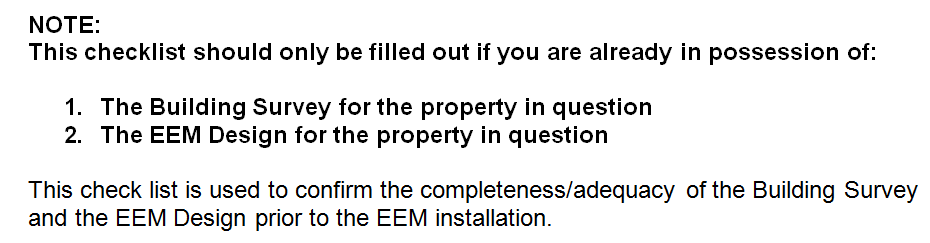 NOTE:
This checklist should only be filled out if you are already in possession of:
1. The Building Survey for the property in question
2. The EEM Design for the property in question
This check list is used to confirm the completeness/adequacy of the Building Survey
and the EEM Design prior to the EEM installation.